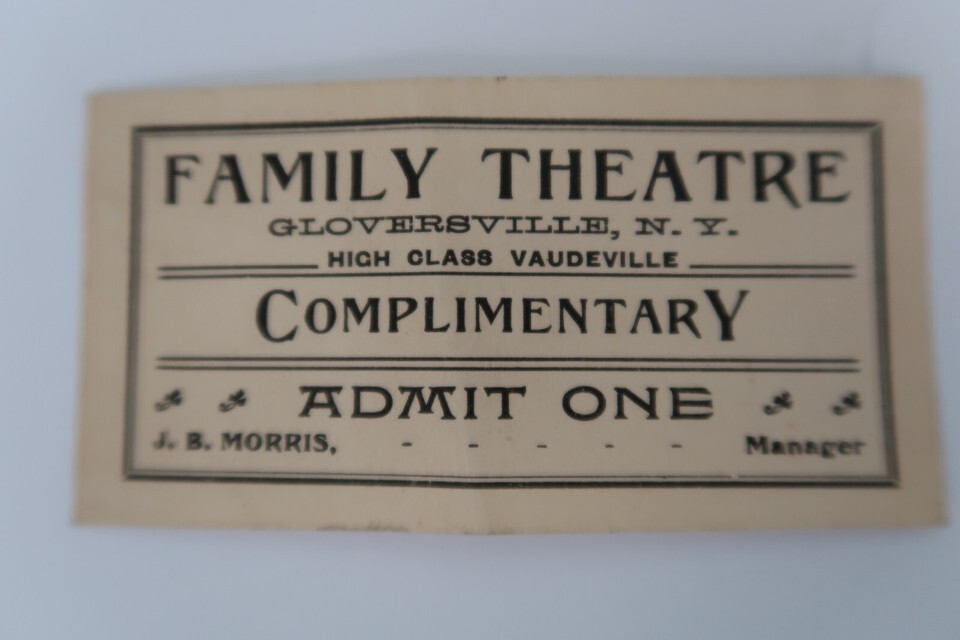 FAMILY THEATRE
GLOVERSVILLE, N. Y.
HIGH CLASS VAUDEVILLE
COMPLIMENTARY
ADMIT ONE
J. B. MORRIS, - - - - - Manager